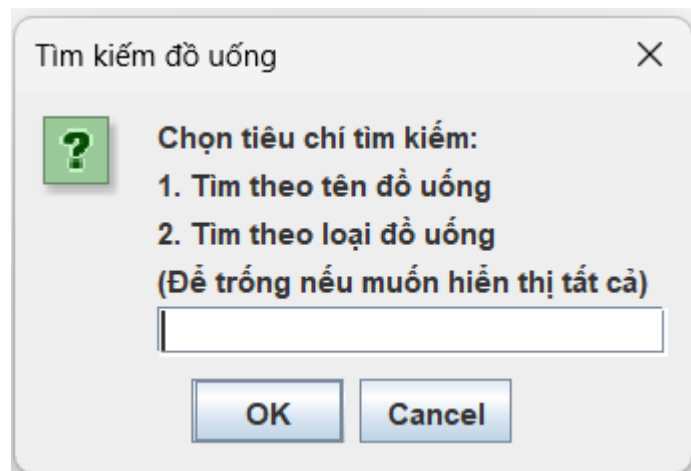 Tìm kiếm đồ uống
Chọn tiêu chí tìm kiếm:
1. Tìm theo tên đồ uống
2. Tìm theo loại đồ uống
(Để trống nếu muốn hiển thị tất cả)
OK Cancel